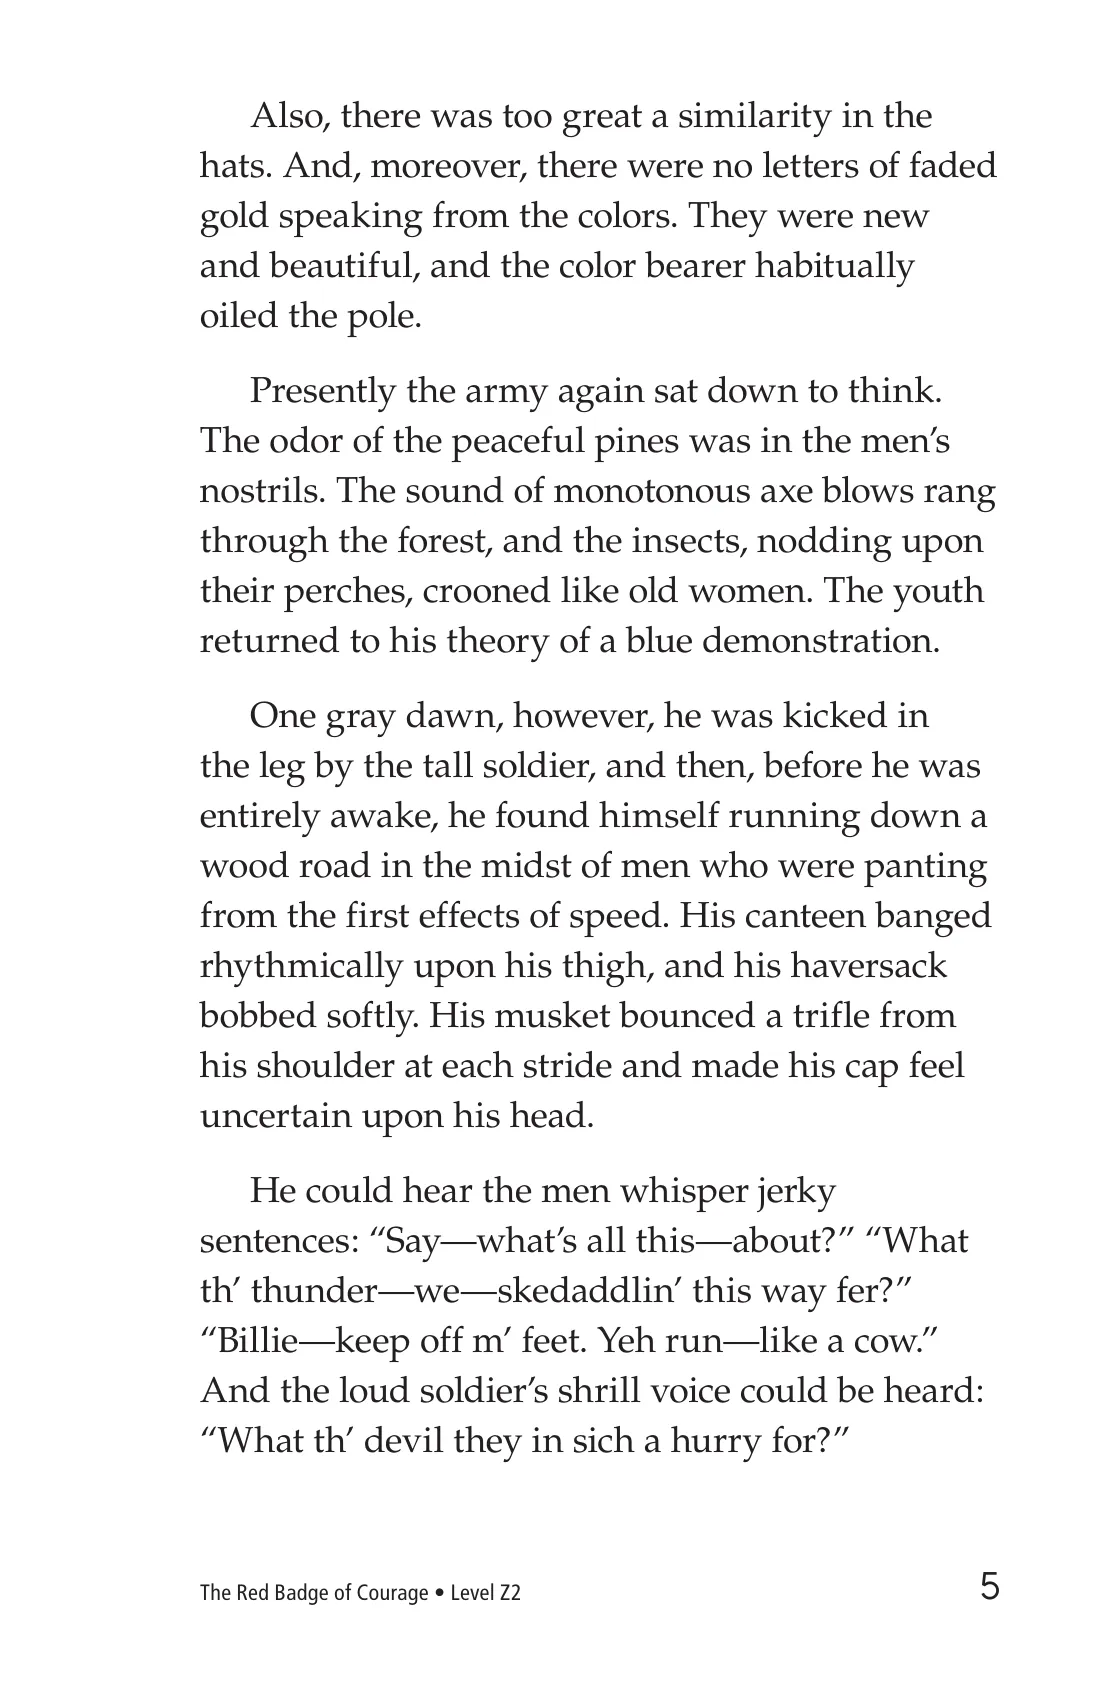 Also, there was too great a similarity in the
hats. And, moreover, there were no letters of faded
gold speaking from the colors. They were new
and beautiful, and the color bearer habitually
oiled the pole.
Presently the army again sat down to think.
The odor of the peaceful pines was in the men’s
nostrils. The sound of monotonous axe blows rang
through the forest, and the insects, nodding upon
their perches, crooned like old women. The youth
returned to his theory of a blue demonstration.
One gray dawn, however, he was kicked in
the leg by the tall soldier, and then, before he was
entirely awake, he found himself running down a
wood road in the midst of men who were panting
from the first effects of speed. His canteen banged
rhythmically upon his thigh, and his haversack
bobbed softly. His musket bounced a trifle from
his shoulder at each stride and made his cap feel
uncertain upon his head.
He could hear the men whisper jerky
sentences: “Say—what’s all this—about?” “What
th’ thunder—we—skedaddlin’ this way fer?”
“Billie—keep off m’ feet. Yeh run—like a cow.”
And the loud soldier’s shrill voice could be heard:
“What th’ devil they in sich a hurry for?”
The Red Badge of Courage • Level Z2
5